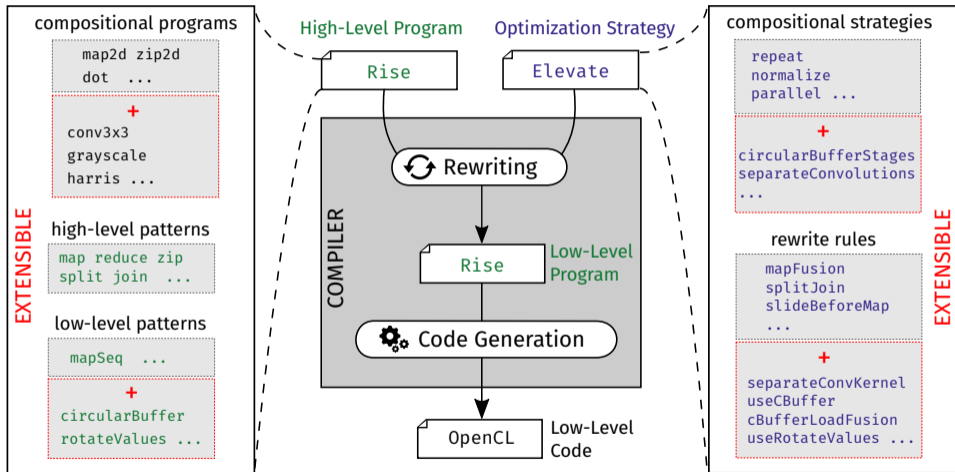 compositional programs
map2d zip2d
dot ...
+
conv3x3
grayscale
harris ...
high-level patterns
map reduce zip
split join ...
low-level patterns
mapSeq ...
+
circularBuffer
rotateValues ...
EXTENSIBLE
High-Level Program
Optimization Strategy
Rise
Elevate
COMPILER
Rewriting
Rise
Low-Level
Program
Code Generation
OpenCL
Low-Level
Code
compositional strategies
repeat
normalize
parallel ...
+
circularBufferStages
separateConvolutions
...
rewrite rules
mapFusion
splitJoin
slideBeforeMap
...
+
separateConvKernel
useCBuffer
cBufferLoadFusion
useRotateValues ...
EXTENSIBLE